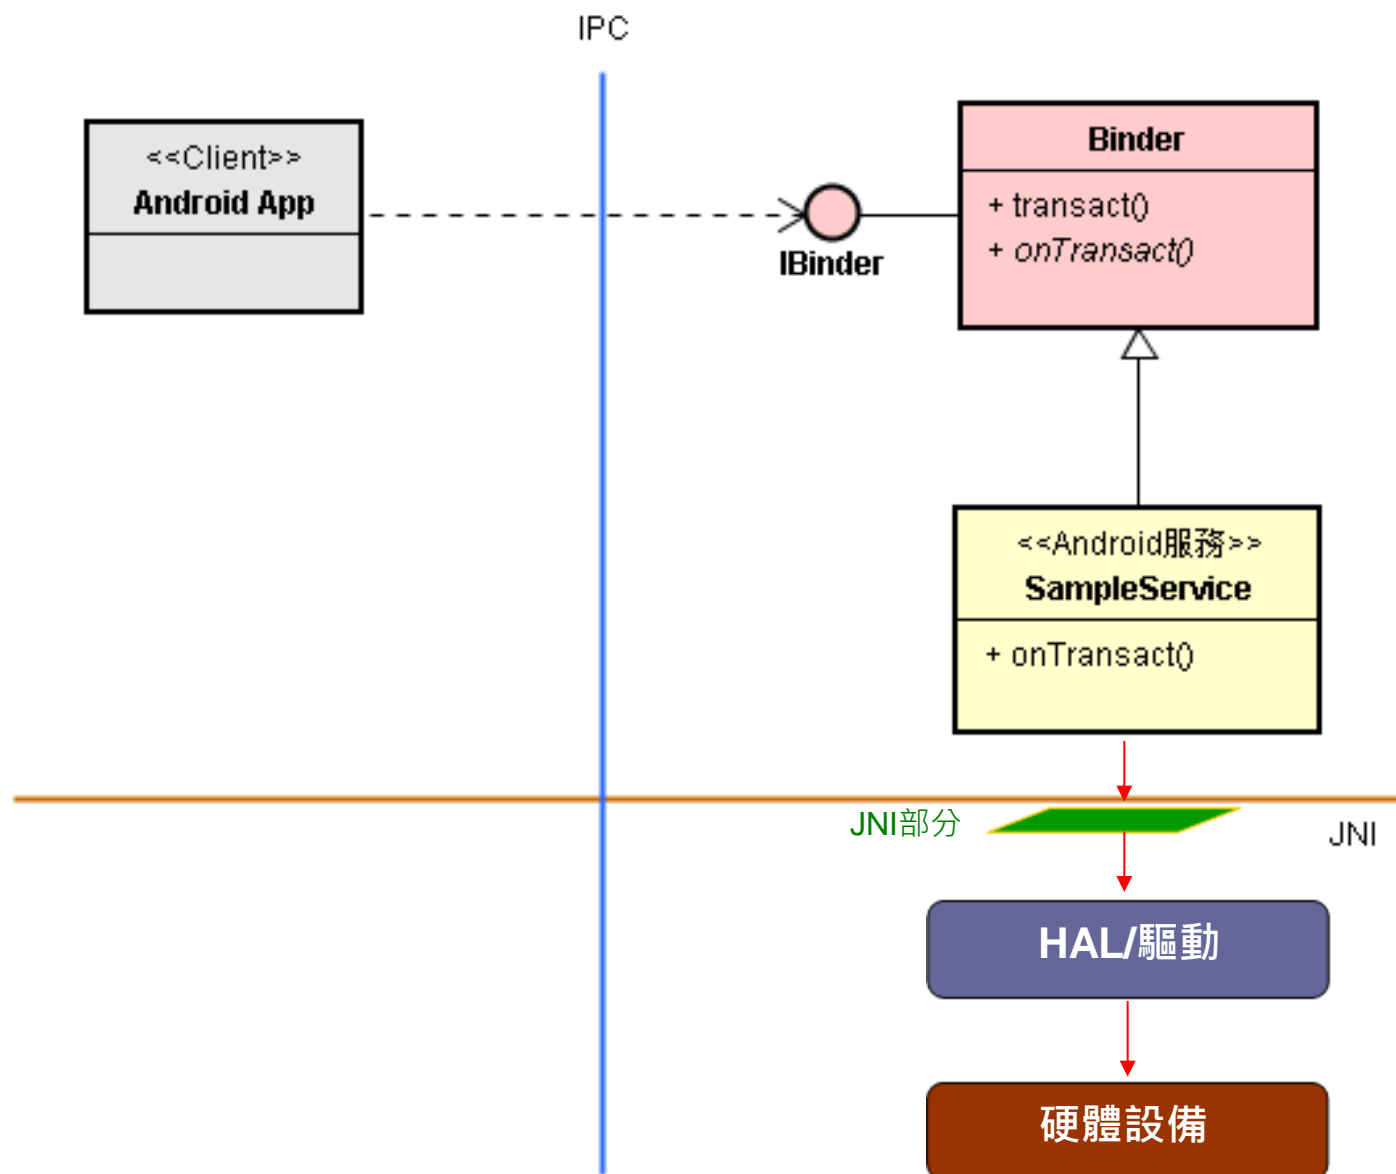 IPC
<<Client>>
Android App
Binder
+ transact()
+ onTransact()
IBinder
<<Android服務>>
SampleService
+ onTransact()
JNI部分
JNI
HAL/驅動
硬體設備